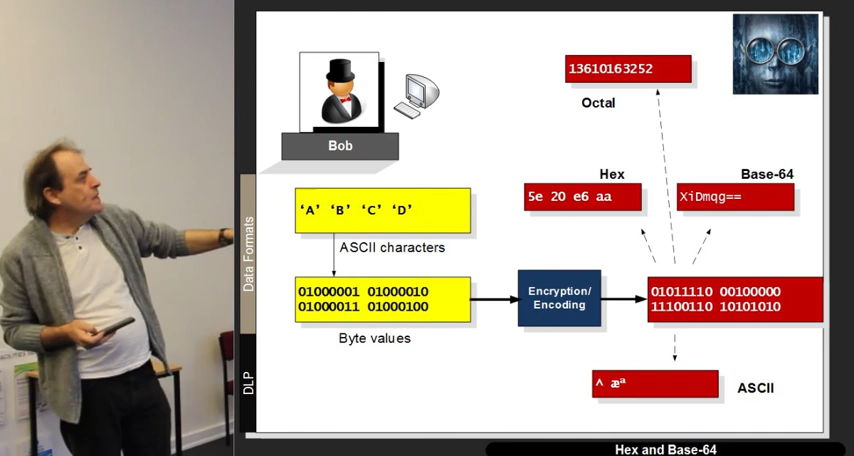 13610163252
Octal
Bob
Hex
Base-64
5e 20 e6 aa
XiDmqg==
'A' 'B' 'C' 'D'
ASCII characters
Data Formats
01000001 01000010
01000011 01000100
Byte values
Encryption/
Encoding
01011110 00100000
11100110 10101010
DLP
^ æª
ASCII
Hex and Base-64